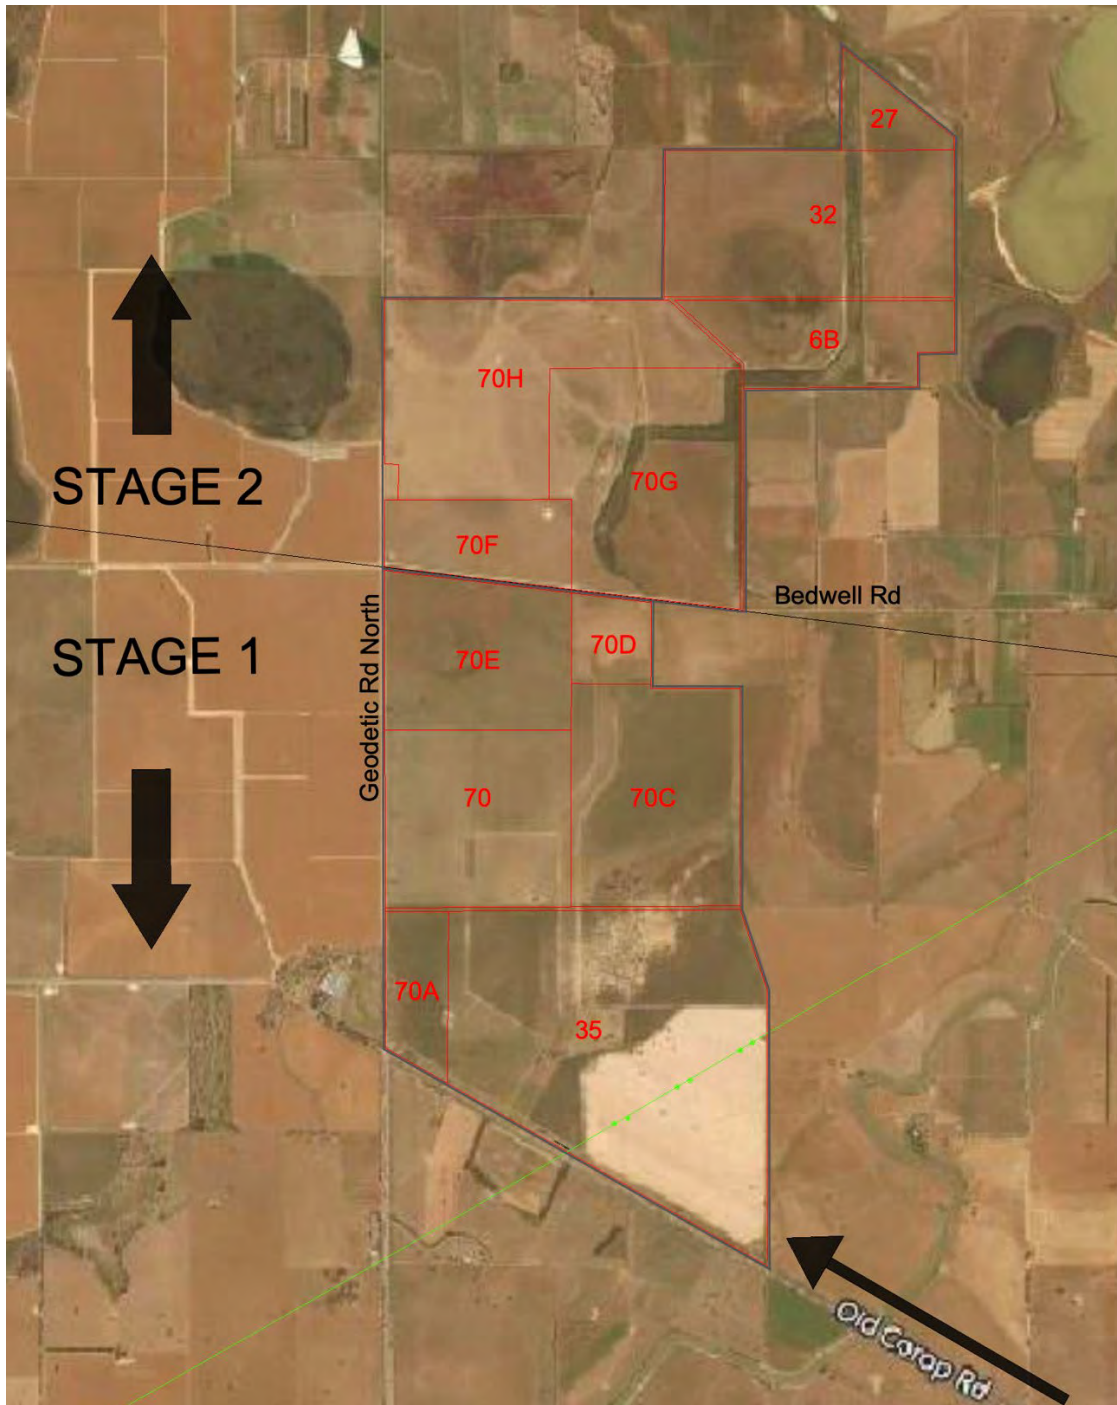 27
32
6B
70H
STAGE 2
70G
70F
Bedwell Rd
STAGE 1
70D
70E
Geodetic Rd North
70
70C
70A
35
Old Corop Rd